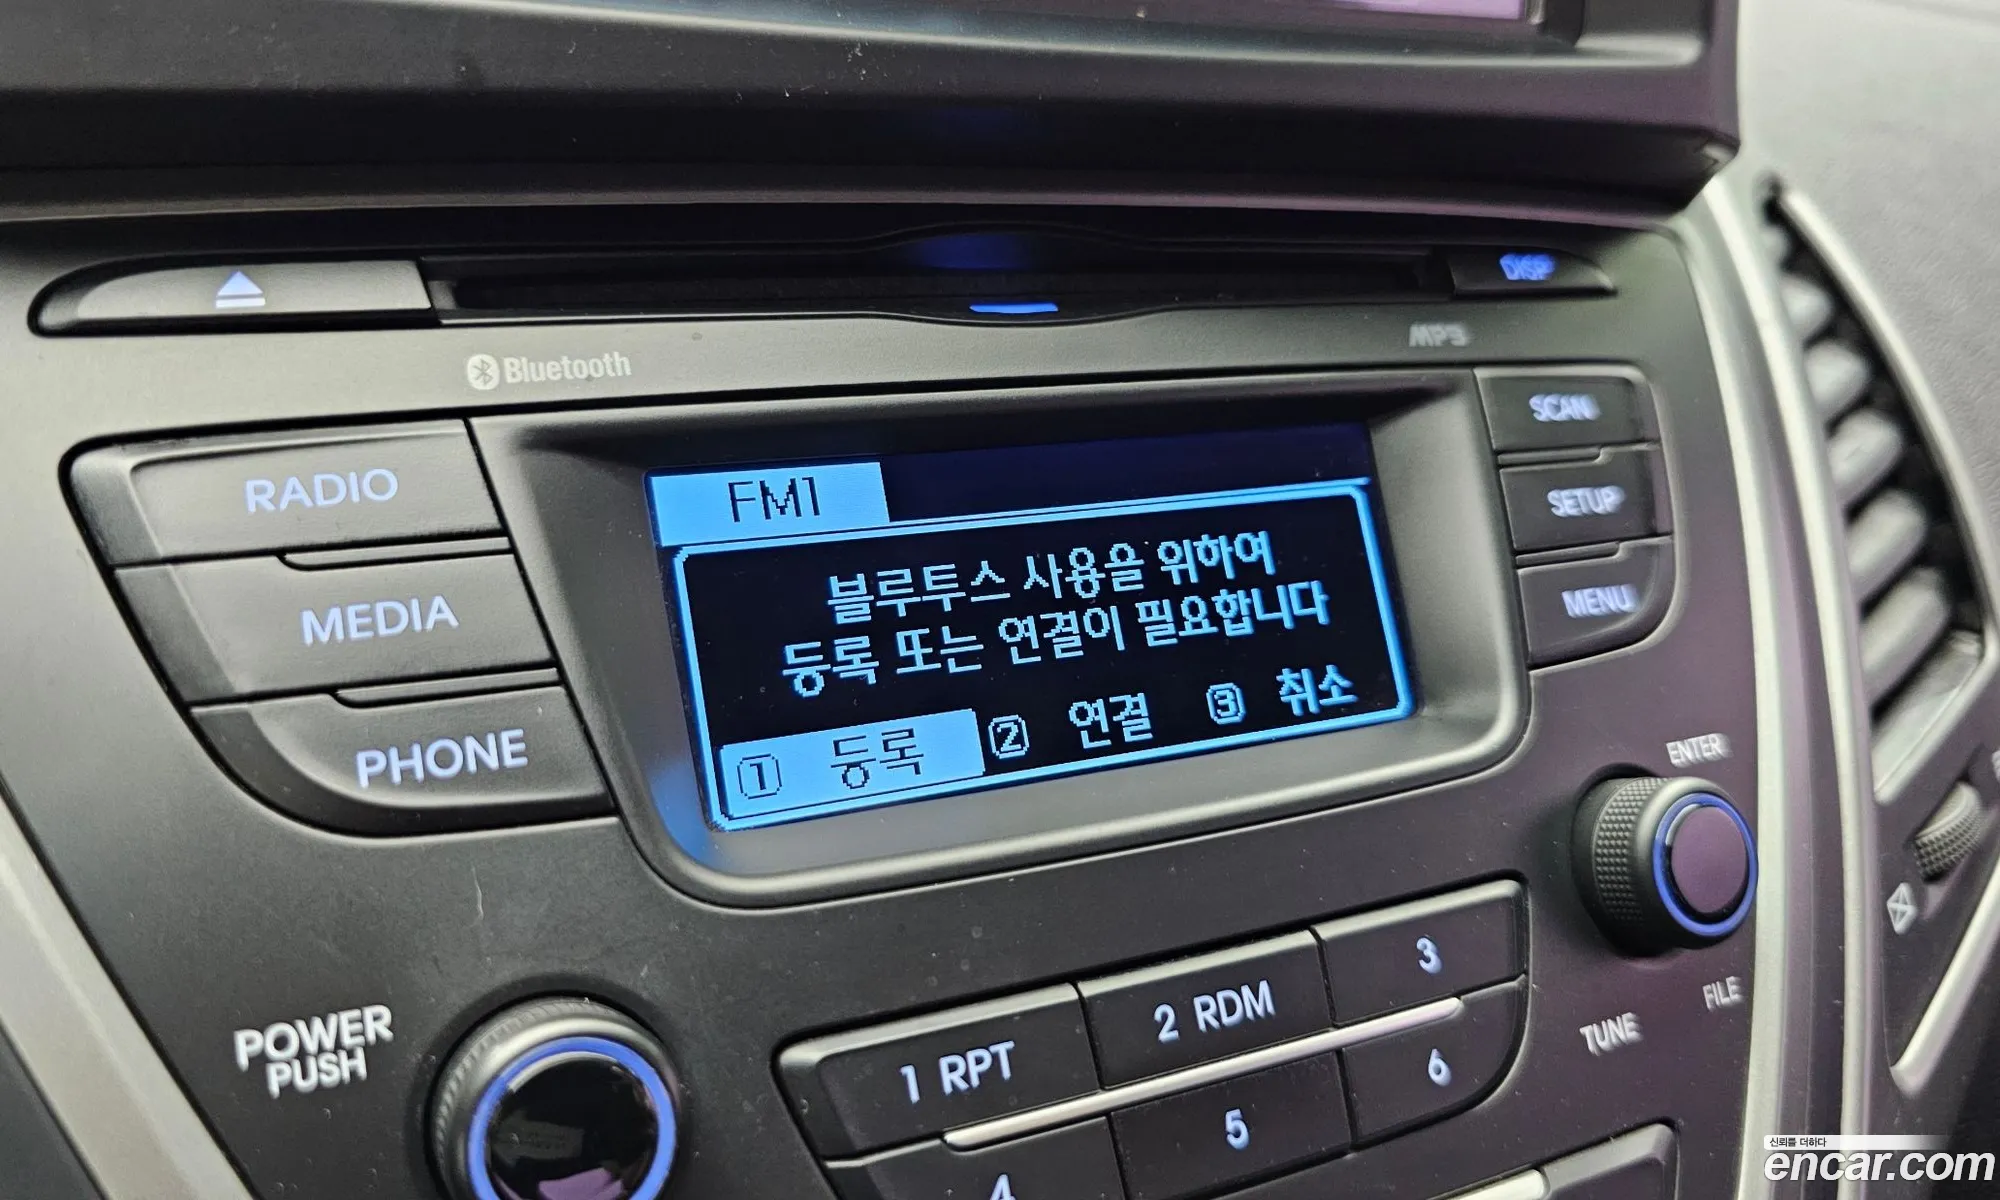 DISP
Bluetooth
MP3
RADIO
MEDIA
PHONE
FM1
블루투스 사용을 위하여
등록 또는 연결이 필요합니다
1 등록 2 연결 3 취소
SCAN
SETUP
MENU
ENTER
TUNE
FILE
POWER
PUSH
1 RPT
2 RDM
3
4
5
6
신뢰를 더하다
encar.com